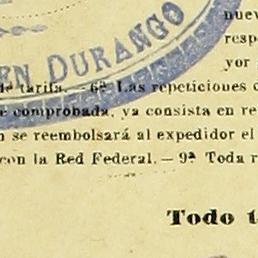 nuev
resp
yor
EN DURANGO
de tarifa. — 6ª Las repeticiones
comprobada, ya consista en re
se reembolsará al expedidor el
con la Red Federal. — 9ª Toda r
Todo t